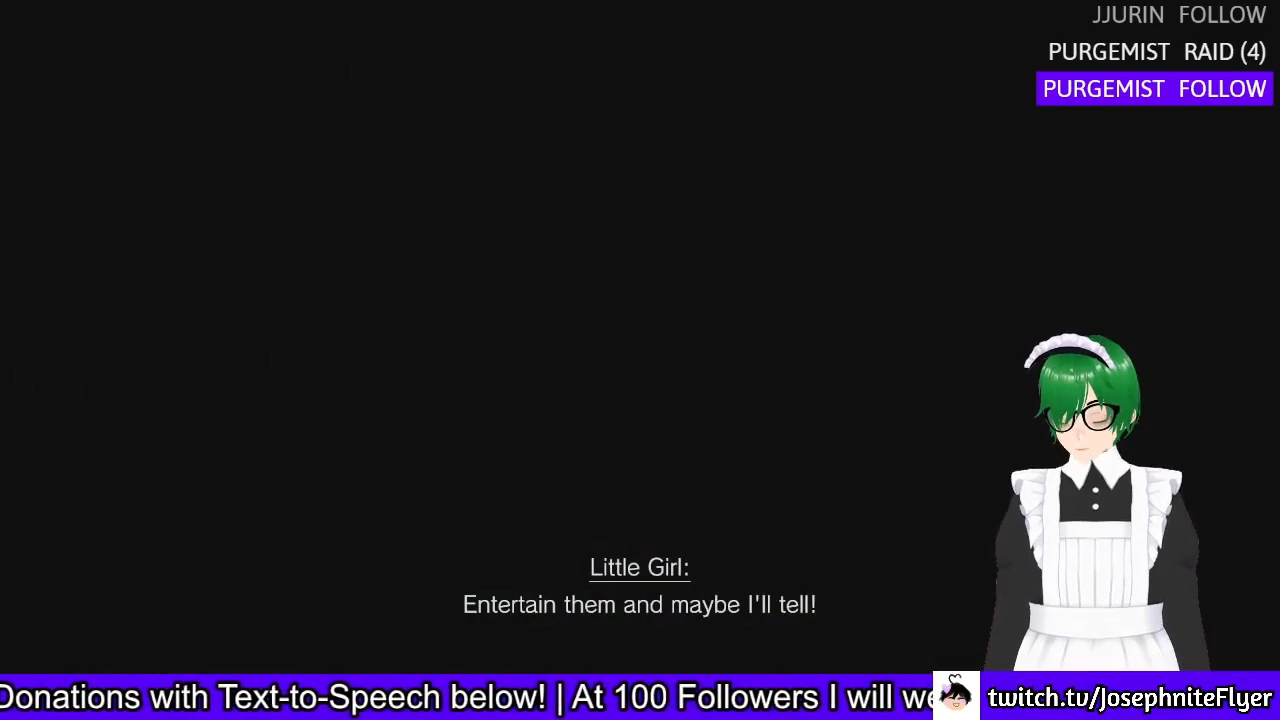 JJURIN FOLLOW
PURGEMIST RAID (4)
PURGEMIST FOLLOW
Little Girl:
Entertain them and maybe I'll tell!
Donations with Text-to-Speech below! | At 100 Followers I will we
twitch.tv/JosephniteFlyer